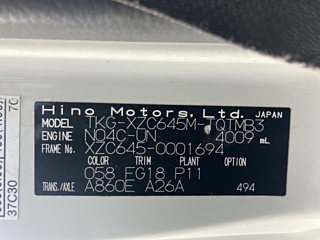 Hino Motors, Ltd. JAPAN
MODEL TKG-XZC645M-TQTMB3
ENGINE N04C-UN 4009 mL
FRAME No. XZC645-0001694
COLOR TRIM PLANT
058 FG18 P11
TRANS./AXLE A860E A26A 494
37C30 7C